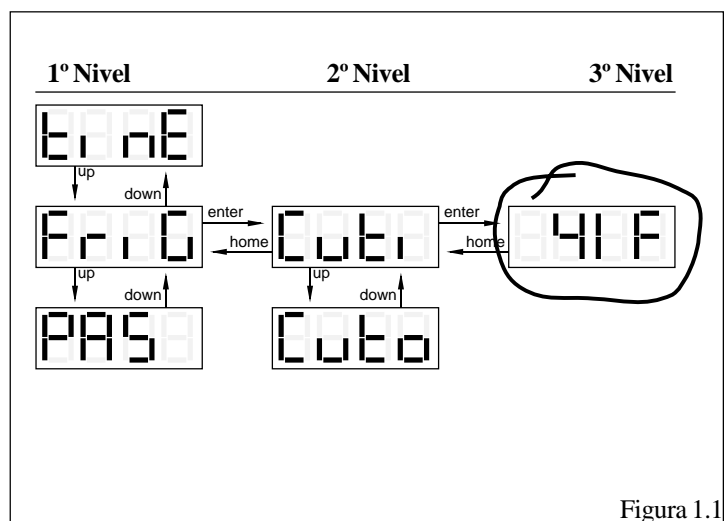 1º Nivel 2º Nivel 3º Nivel
tinE
up
down
FriG enter Cuti enter 41F
home home
up up
down down
PAS Cuto
Figura 1.1